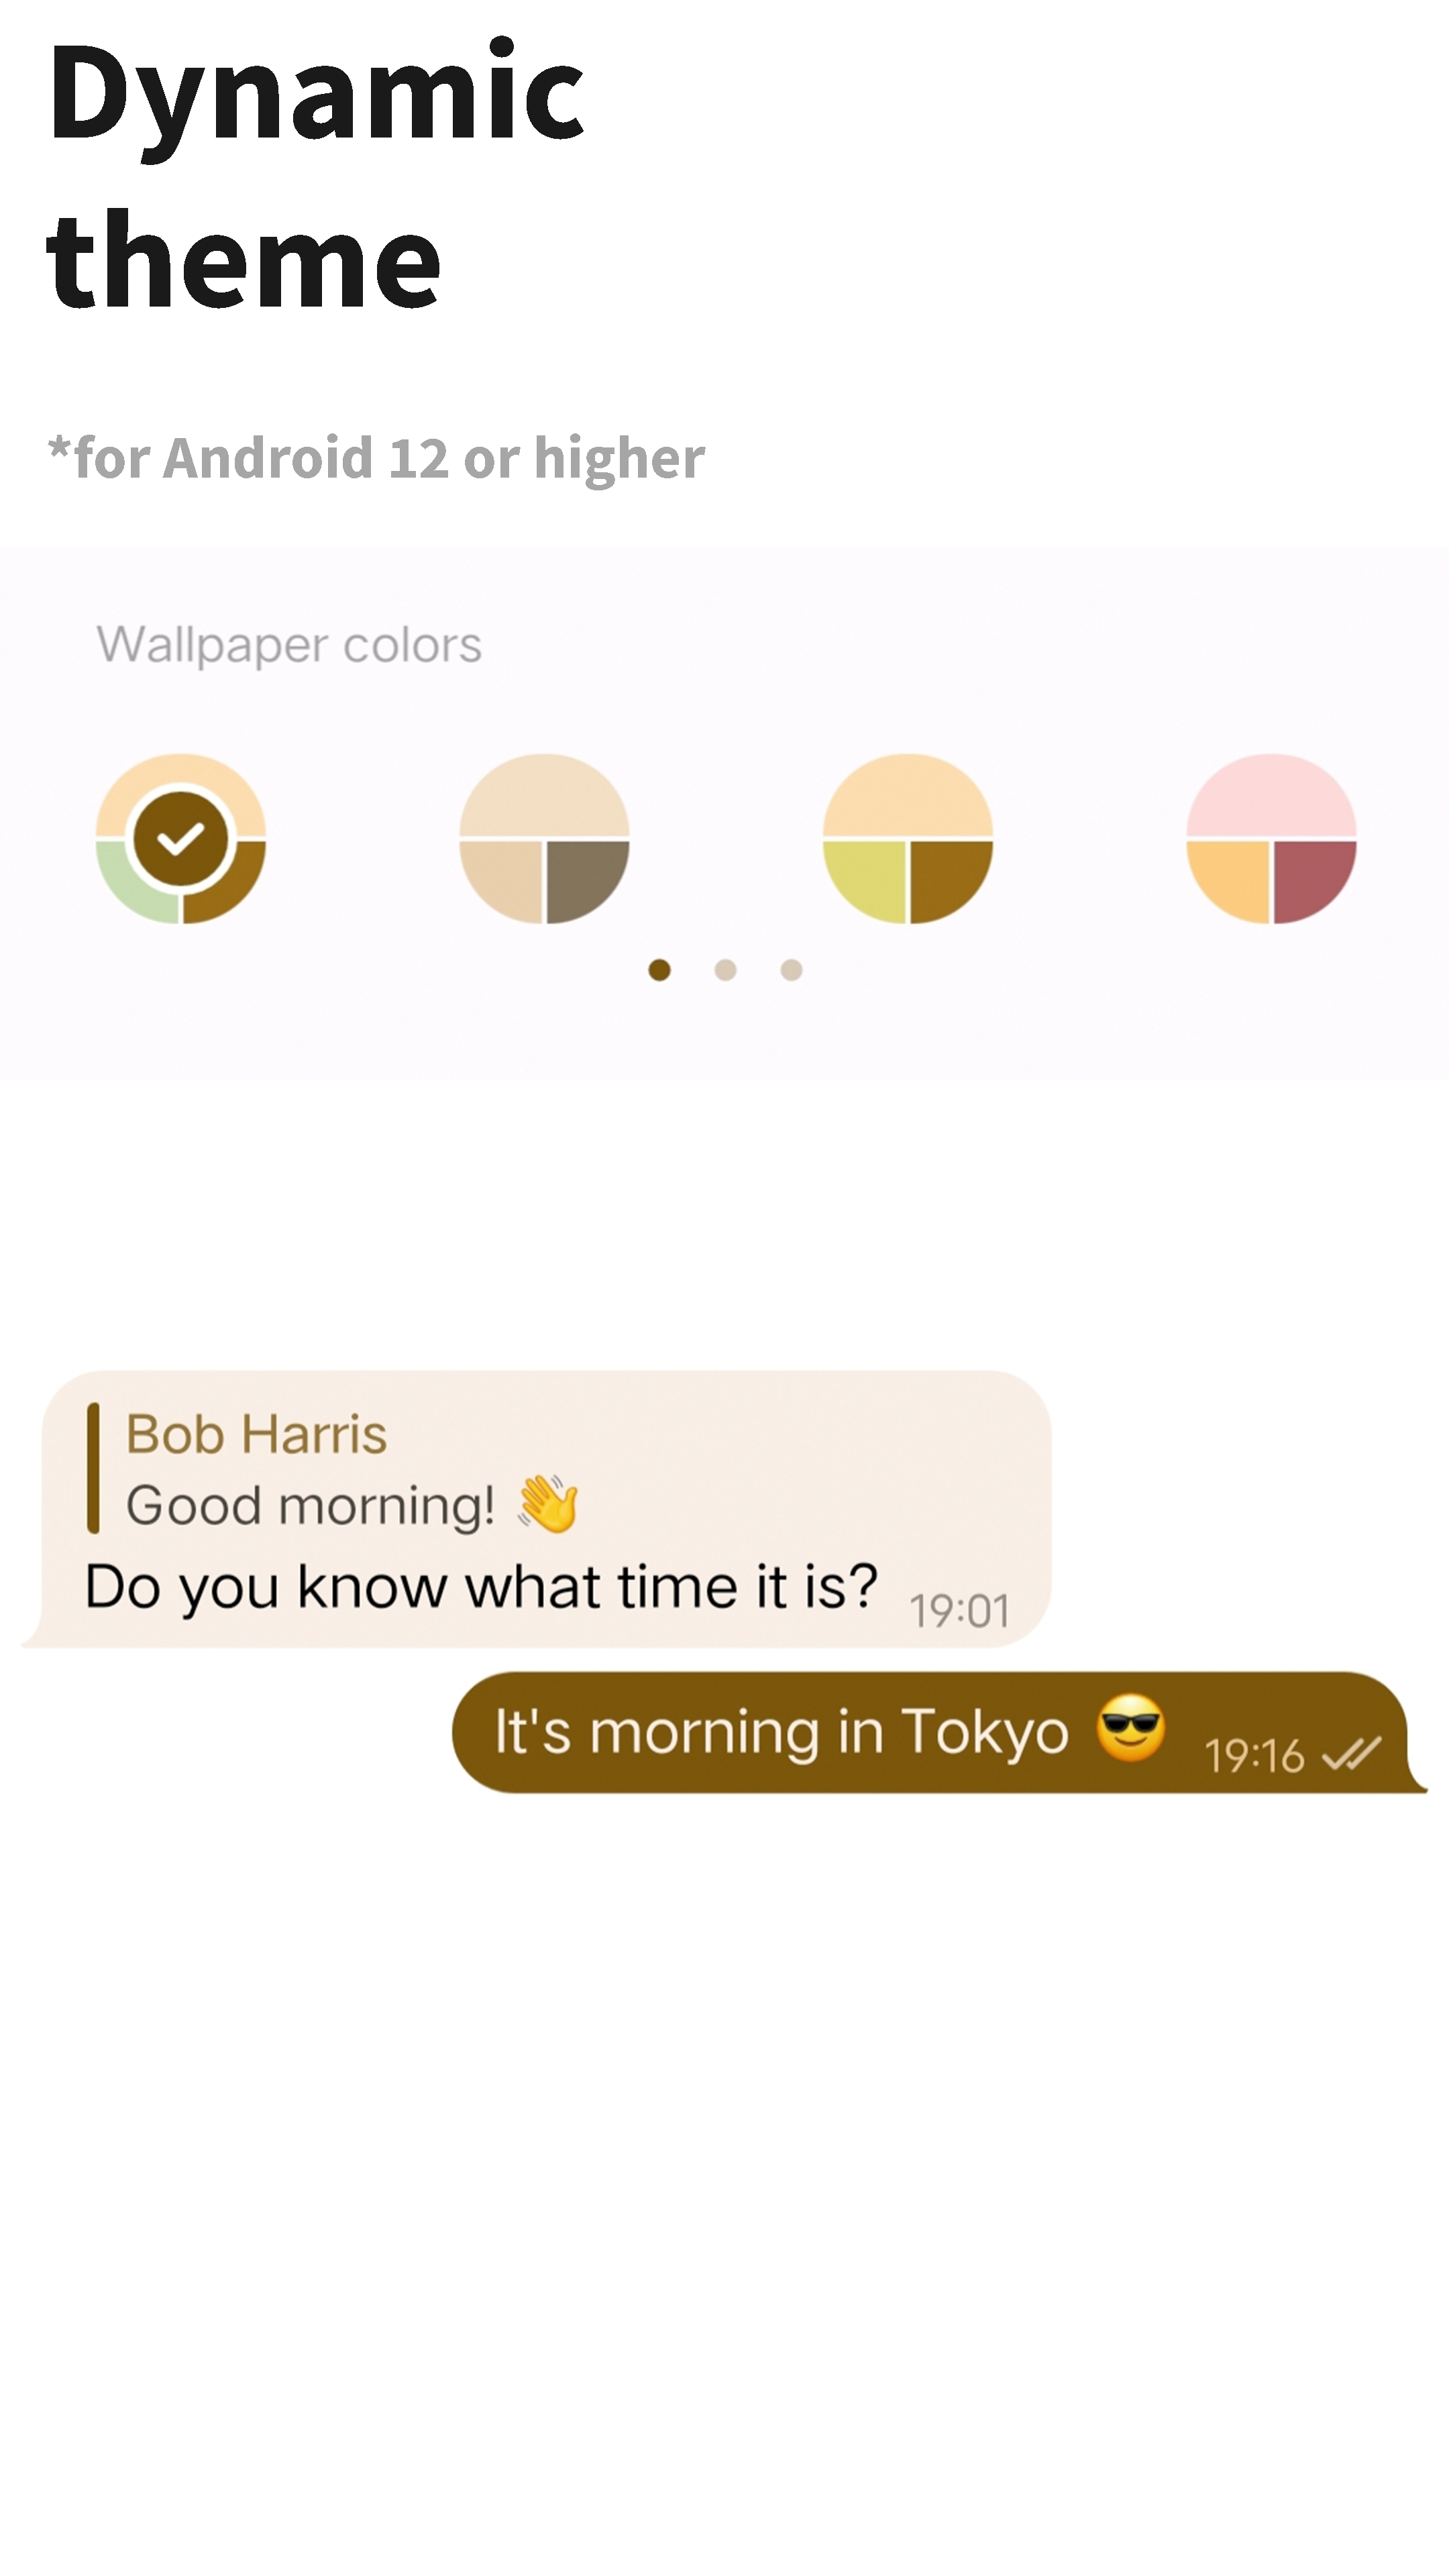 Dynamic
theme
*for Android 12 or higher
Wallpaper colors
Bob Harris
Good morning! 👋
Do you know what time it is? 19:01
It's morning in Tokyo 😎 19:16